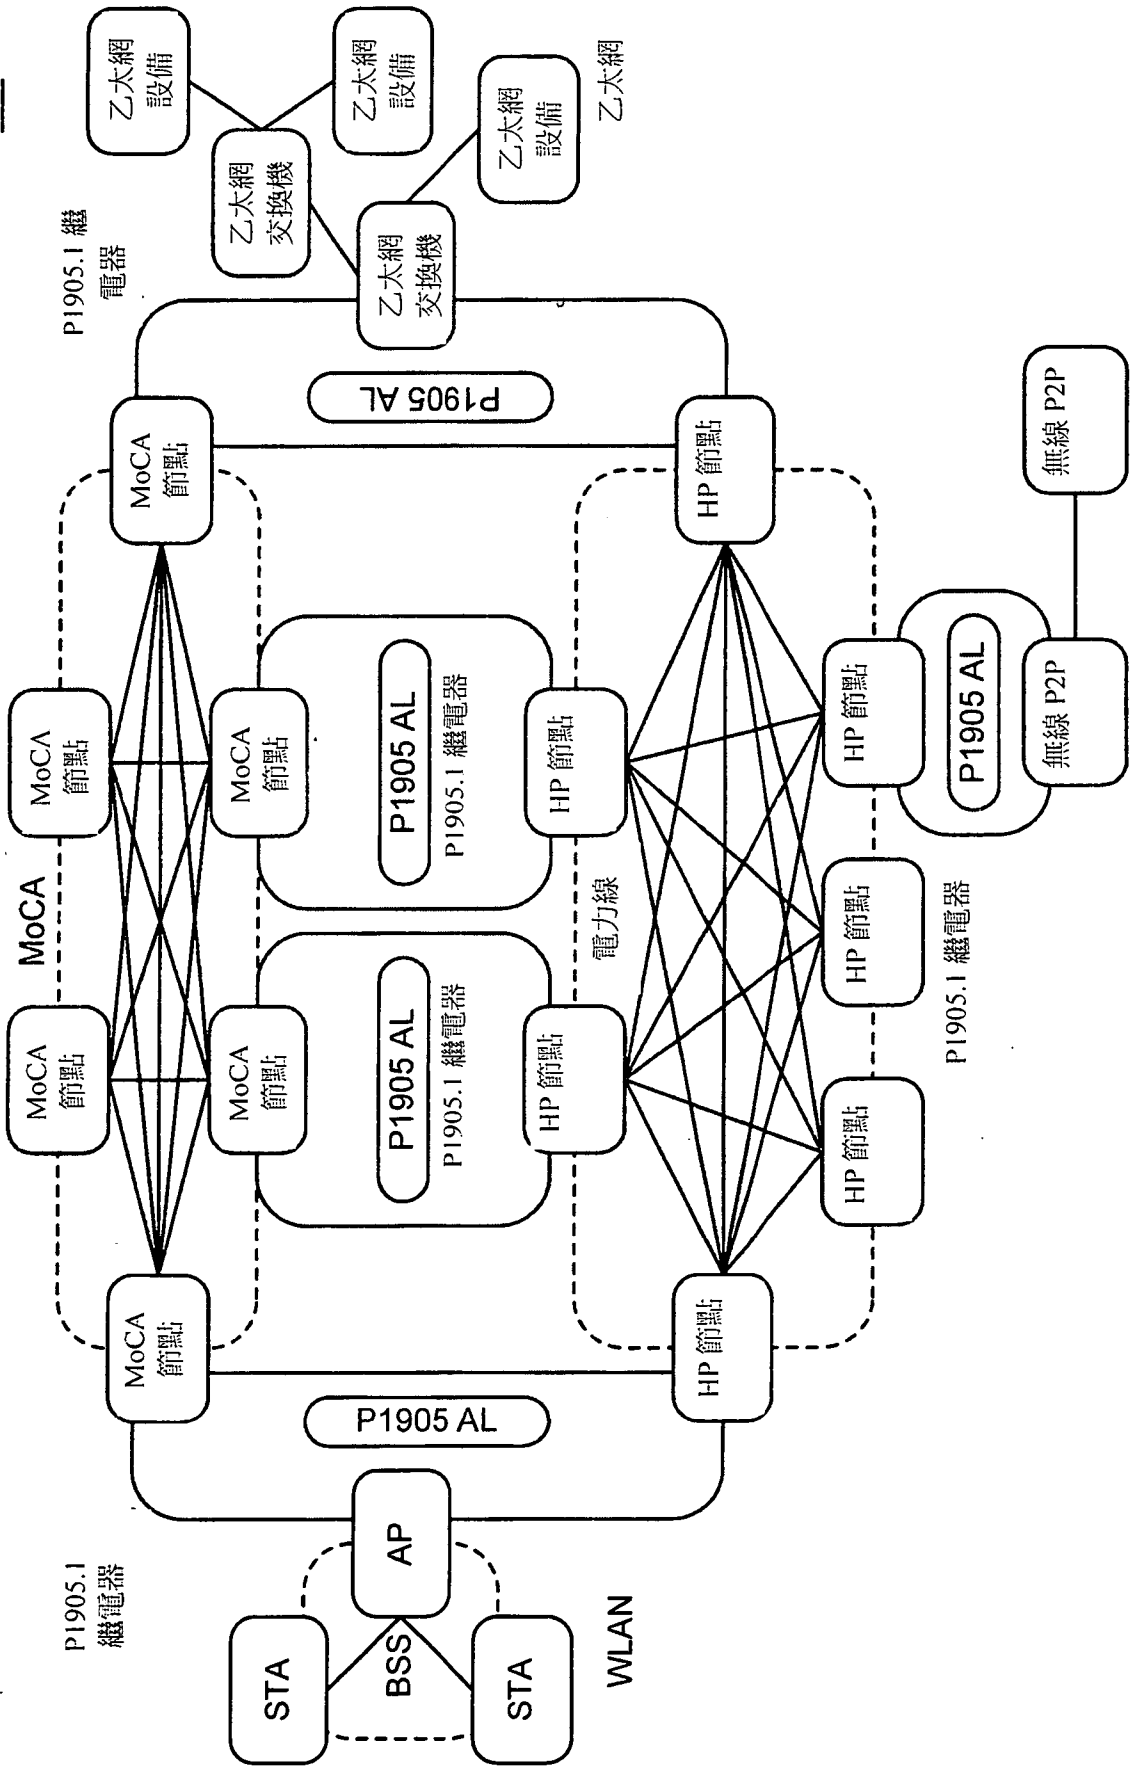 P1905.1
繼電器
STA
STA
BSS
AP
WLAN
P1905 AL
MoCA
節點
HP 節點
MoCA
MoCA
節點
MoCA
節點
MoCA
節點
MoCA
節點
P1905 AL
P1905.1 繼電器
P1905 AL
P1905.1 繼電器
HP 節點
HP 節點
電力線
HP 節點
HP 節點
HP 節點
P1905.1 繼電器
P1905 AL
無線 P2P
無線 P2P
MoCA
節點
HP 節點
P1905 AL
P1905.1 繼
電器
乙太網
交換機
乙太網
交換機
乙太網
設備
乙太網
設備
乙太網
設備
乙太網